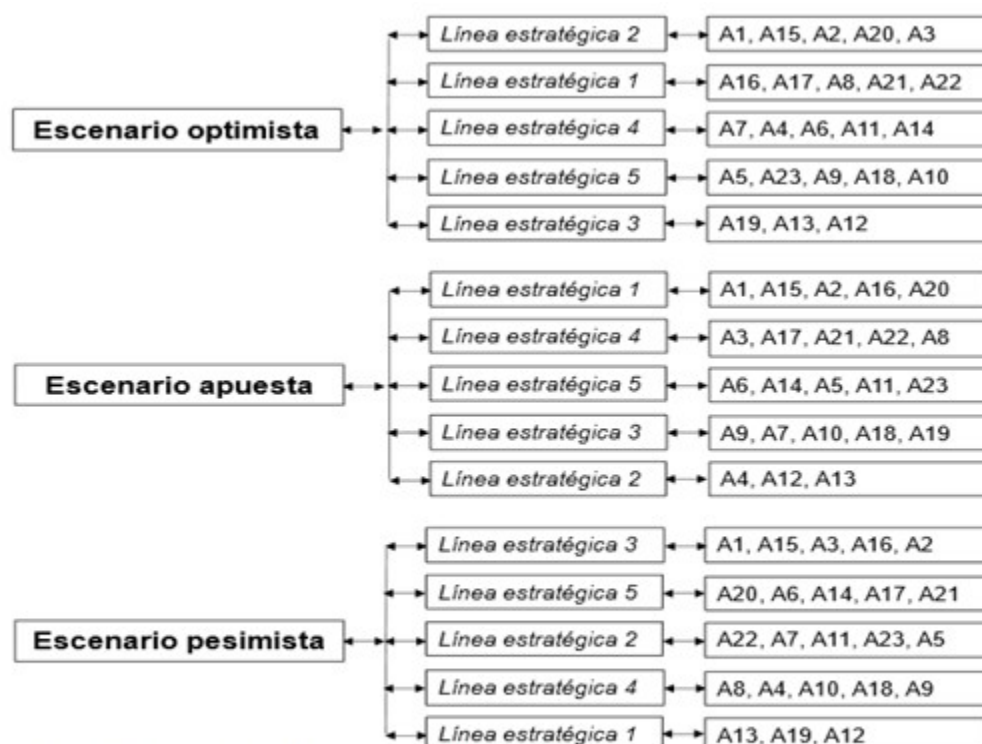 Línea estratégica 2 A1, A15, A2, A20, A3
Línea estratégica 1 A16, A17, A8, A21, A22
Escenario optimista Línea estratégica 4 A7, A4, A6, A11, A14
Línea estratégica 5 A5, A23, A9, A18, A10
Línea estratégica 3 A19, A13, A12
Línea estratégica 1 A1, A15, A2, A16, A20
Línea estratégica 4 A3, A17, A21, A22, A8
Escenario apuesta Línea estratégica 5 A6, A14, A5, A11, A23
Línea estratégica 3 A9, A7, A10, A18, A19
Línea estratégica 2 A4, A12, A13
Línea estratégica 3 A1, A15, A3, A16, A2
Línea estratégica 5 A20, A6, A14, A17, A21
Escenario pesimista Línea estratégica 2 A22, A7, A11, A23, A5
Línea estratégica 4 A8, A4, A10, A18, A9
Línea estratégica 1 A13, A19, A12